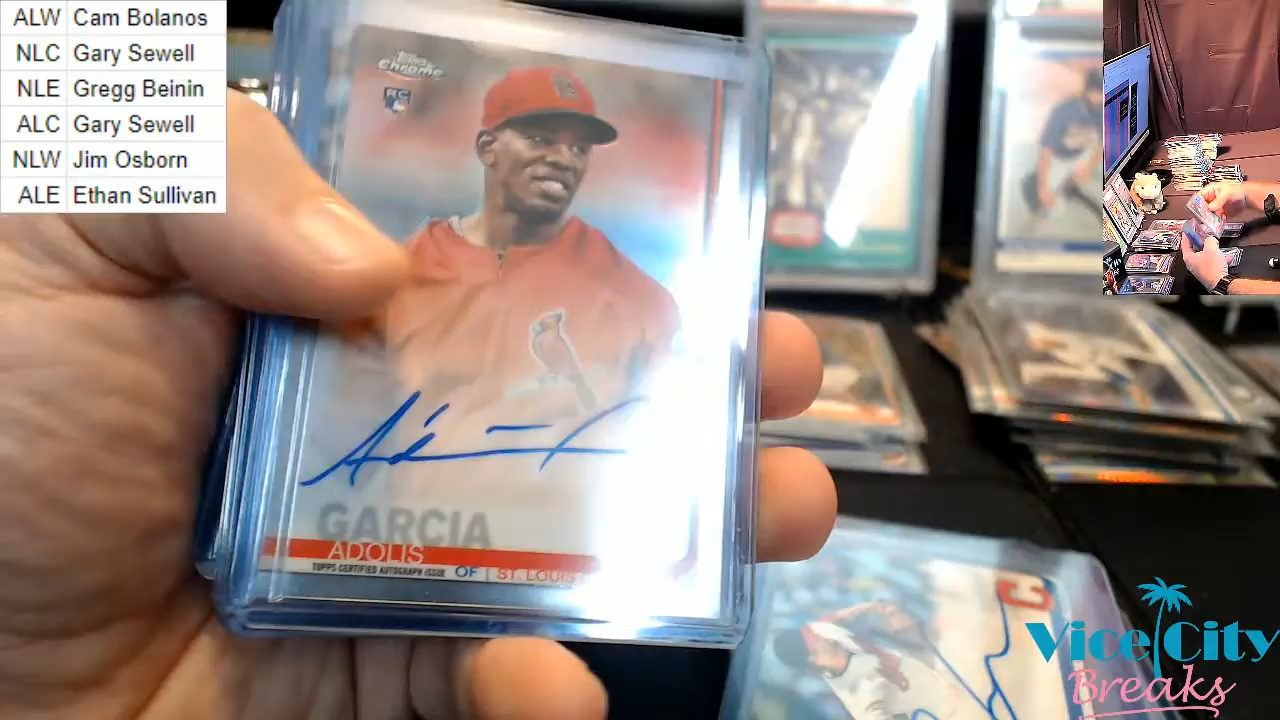 ALW Cam Bolanos
NLC Gary Sewell
NLE Gregg Beinin
ALC Gary Sewell
NLW Jim Osborn
ALE Ethan Sullivan
Topps
Chrome
RC
GARCIA
ADOLIS
TOPPS CERTIFIED AUTOGRAPH ISSUE OF | ST. LOUIS
Vice City
Breaks